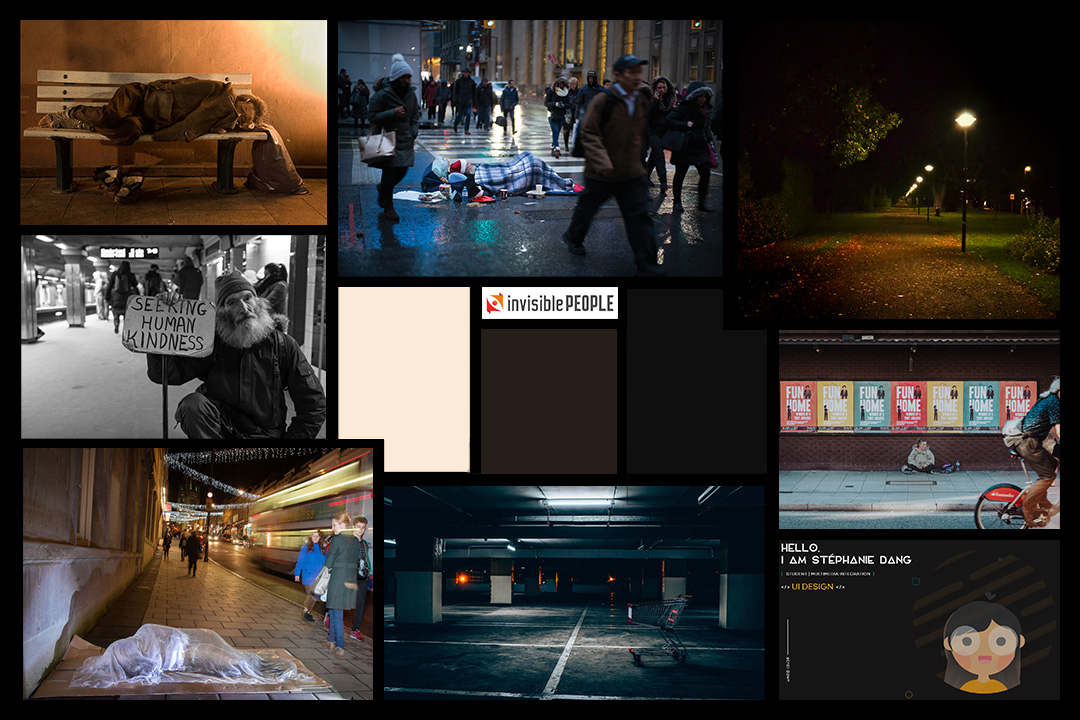 SEEKING
HUMAN
KINDNESS
invisiblePEOPLE
FUN HOME FUN HOME FUN HOME FUN HOME FUN HOME FUN HOME FUN HOME
HELLO.
I AM STÉPHANIE DANG
[ STUDENT | MULTIMEDIA INTEGRATION ]
</> UI DESIGN </>